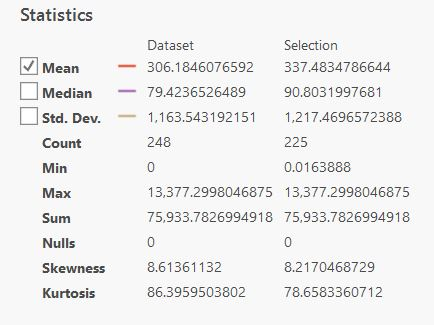 Statistics
Dataset Selection
Mean 306.1846076592 337.4834786644
Median 79.4236526489 90.8031997681
Std. Dev. 1,163.543192151 1,217.4696572388
Count 248 225
Min 0 0.0163888
Max 13,377.2998046875 13,377.2998046875
Sum 75,933.7826994918 75,933.7826994918
Nulls 0 0
Skewness 8.61361132 8.2170468729
Kurtosis 86.3959503802 78.6583360712